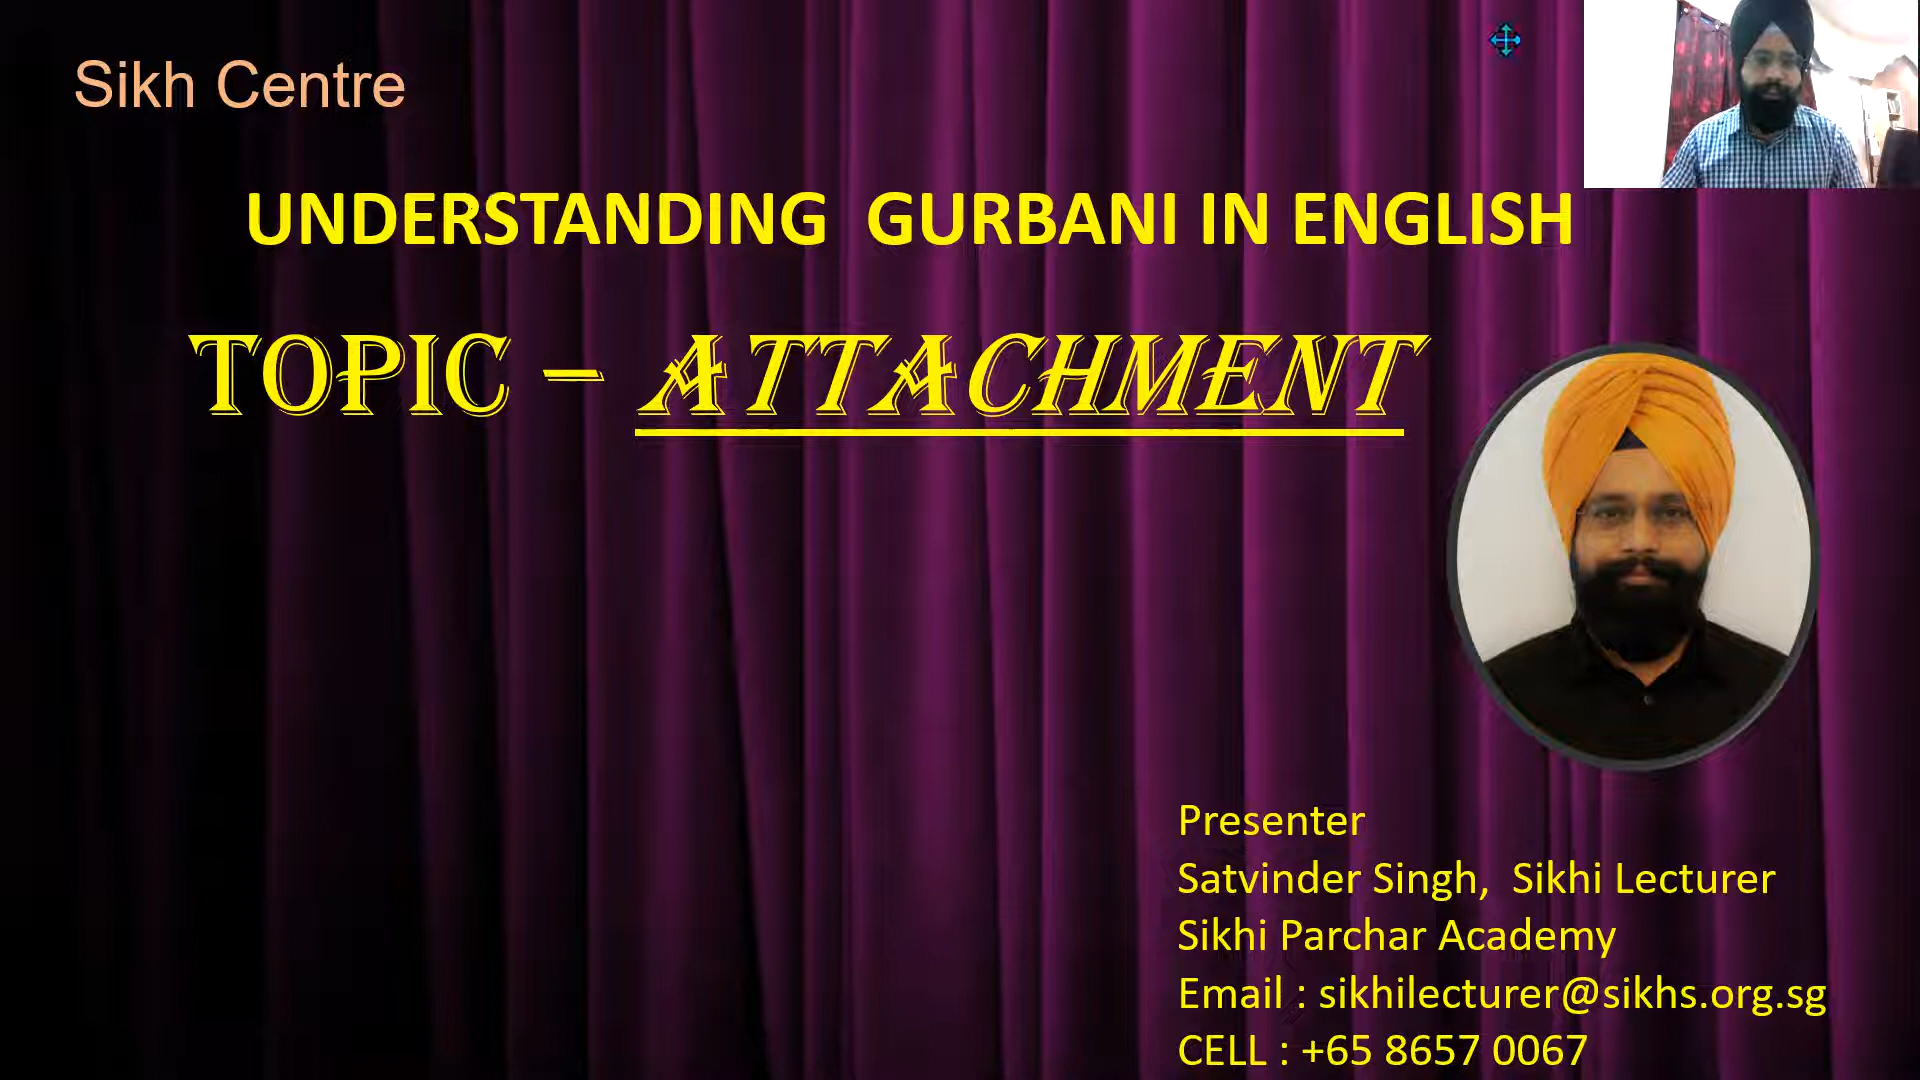 Sikh Centre
UNDERSTANDING  GURBANI IN ENGLISH
TOPIC – ATTACHMENT
Presenter
Satvinder Singh,  Sikhi Lecturer
Sikhi Parchar Academy
Email : sikhilecturer@sikhs.org.sg
CELL : +65 8657 0067